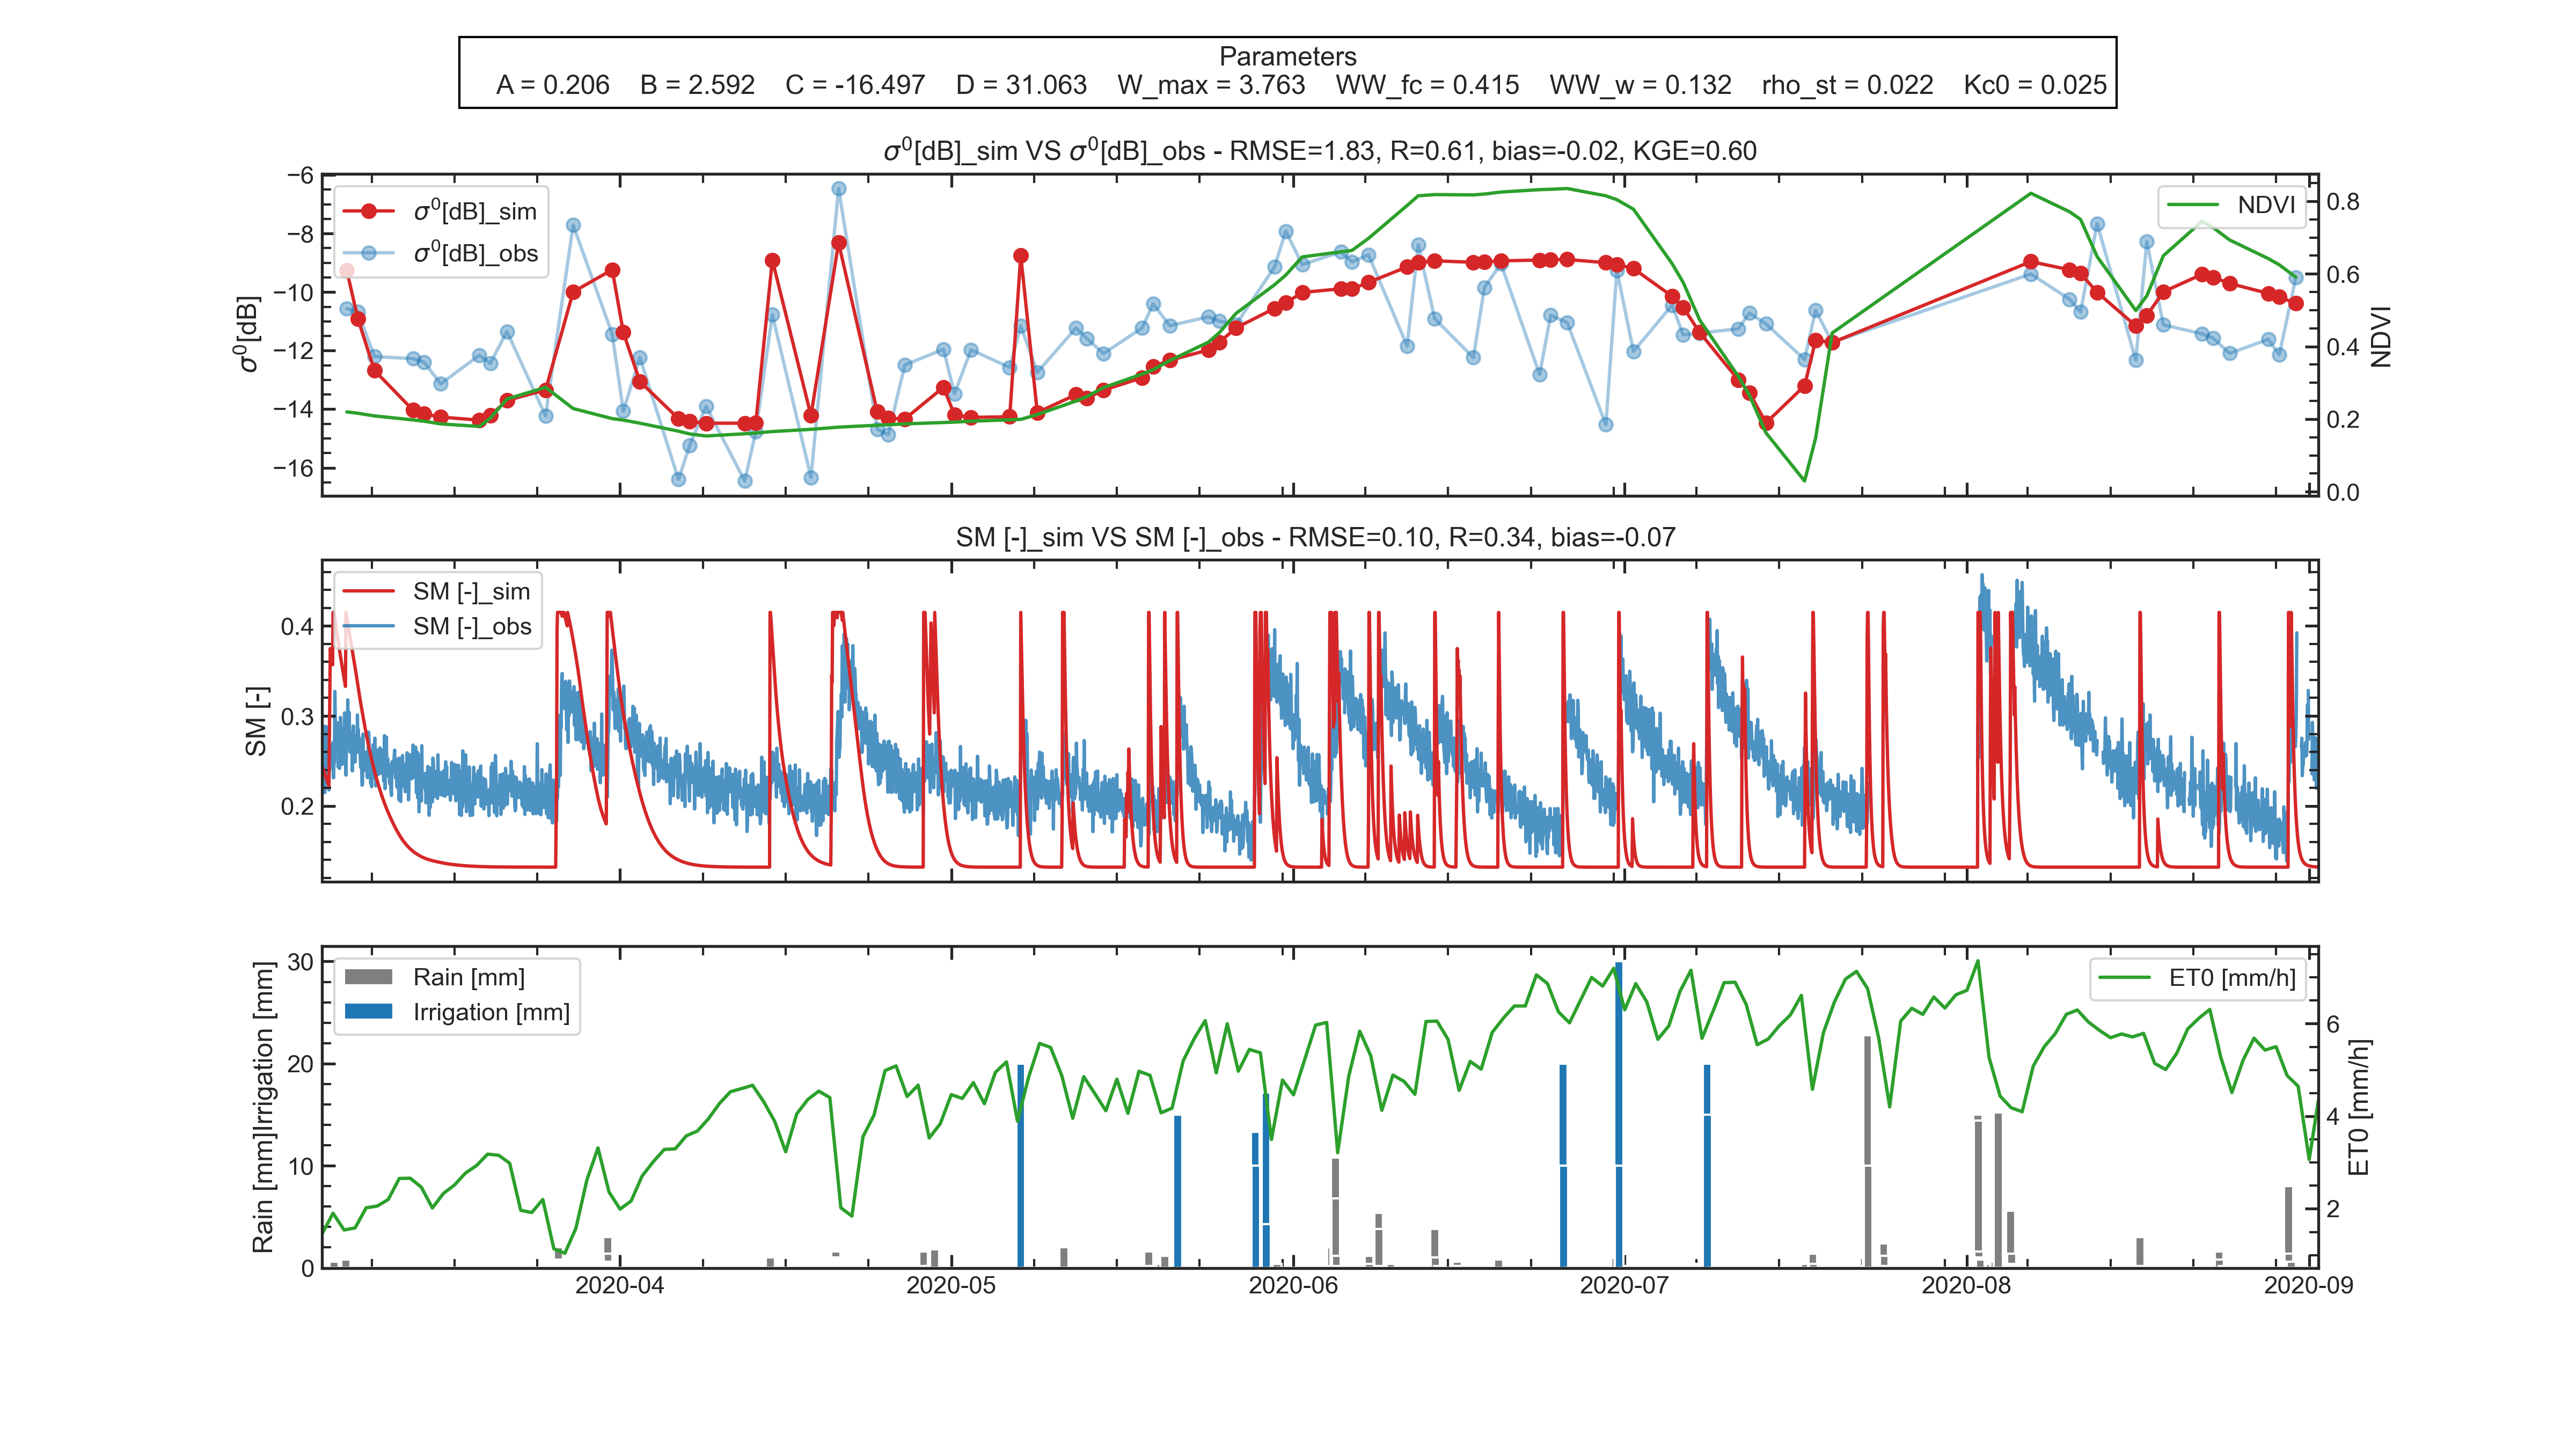 Parameters
A = 0.206 B = 2.592 C = -16.497 D = 31.063 W_max = 3.763 WW_fc = 0.415 WW_w = 0.132 rho_st = 0.022 Kc0 = 0.025
σ⁰[dB]_sim VS σ⁰[dB]_obs - RMSE=1.83, R=0.61, bias=-0.02, KGE=0.60
σ⁰[dB]
−6
−8
−10
−12
−14
−16
σ⁰[dB]_sim
σ⁰[dB]_obs
NDVI
0.8
0.6
0.4
0.2
0.0
NDVI
SM [-]_sim VS SM [-]_obs - RMSE=0.10, R=0.34, bias=-0.07
SM [-]
0.4
0.3
0.2
SM [-]_sim
SM [-]_obs
Rain [mm]Irrigation [mm]
30
20
10
0
Rain [mm]
Irrigation [mm]
ET0 [mm/h]
6
4
2
ET0 [mm/h]
2020-04 2020-05 2020-06 2020-07 2020-08 2020-09